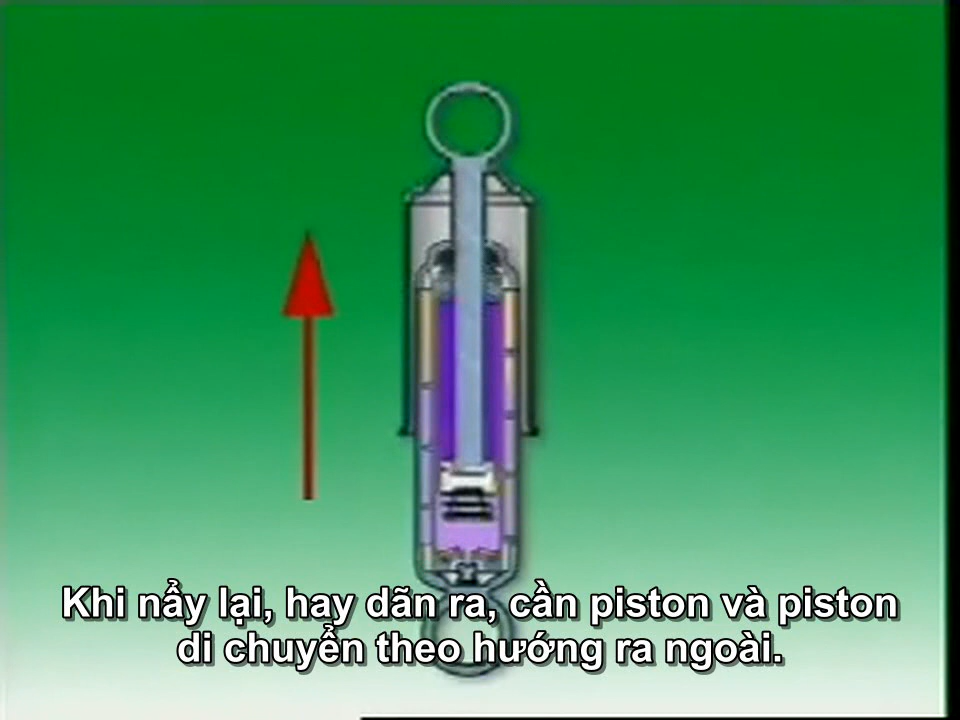 Khi nẩy lại, hay dãn ra, cần piston và piston
di chuyển theo hướng ra ngoài.